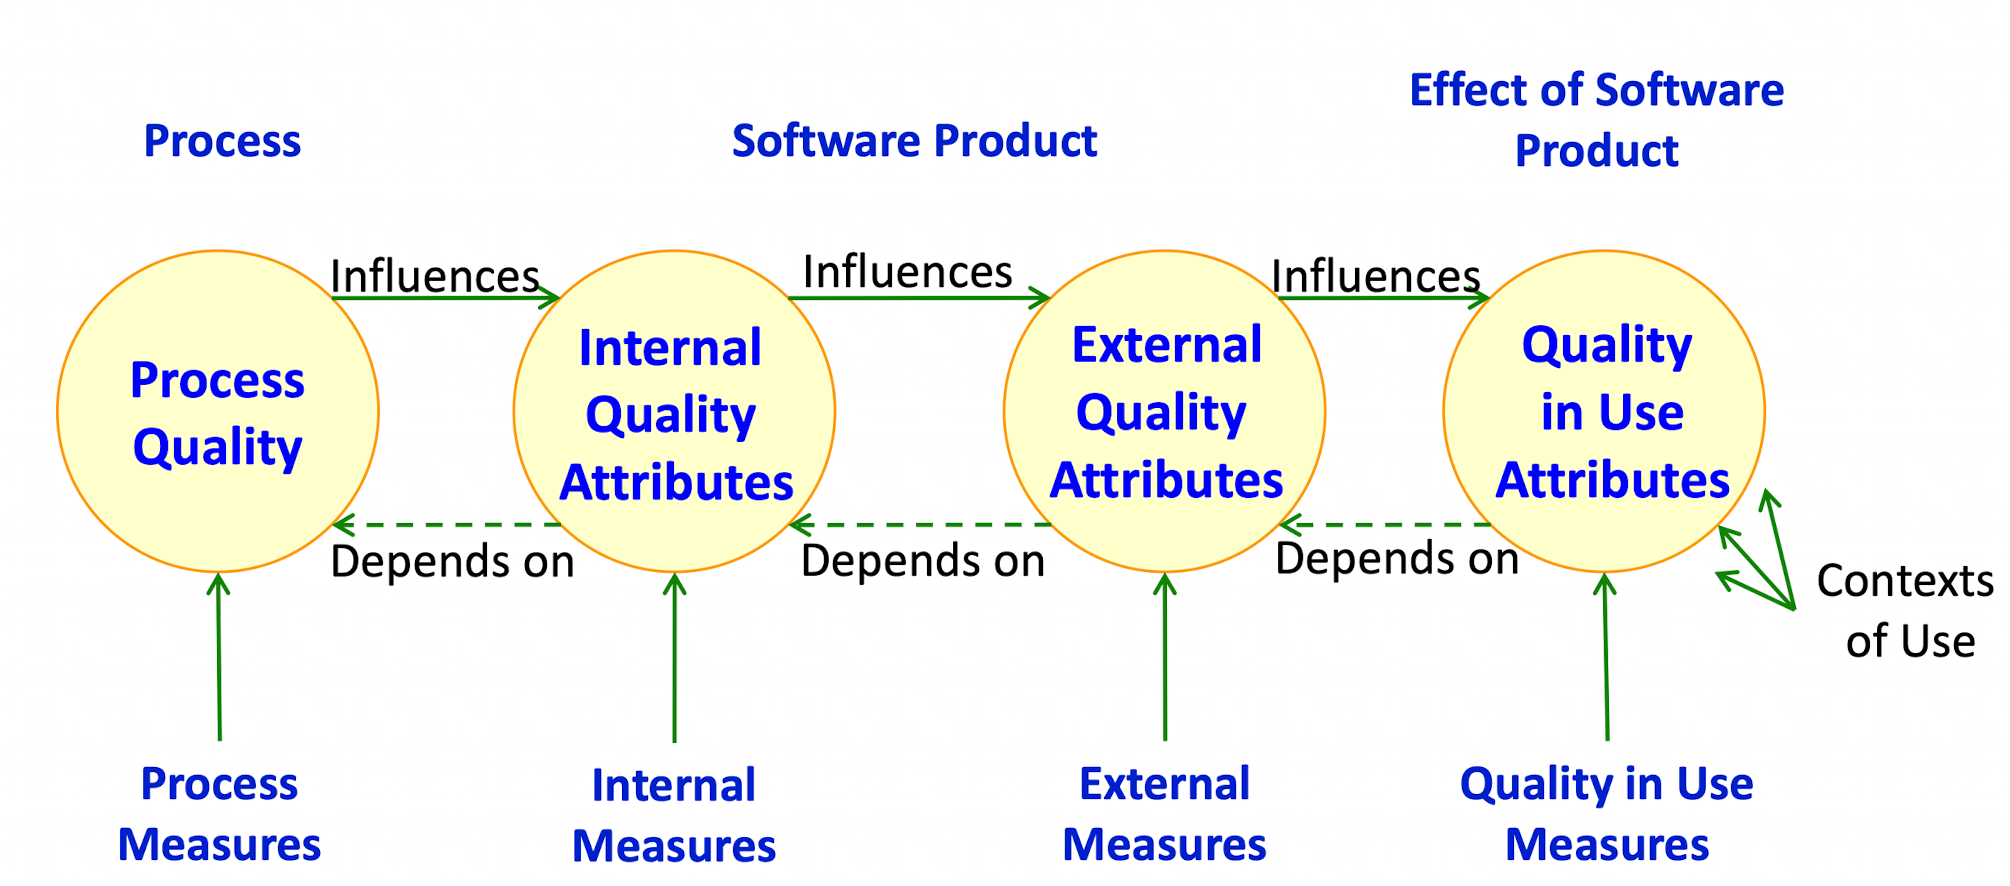 Process
Software Product
Effect of Software
Product
Influences
Influences
Influences
Process
Quality
Internal
Quality
Attributes
External
Quality
Attributes
Quality
in Use
Attributes
Depends on
Depends on
Depends on
Contexts
of Use
Process
Measures
Internal
Measures
External
Measures
Quality in Use
Measures